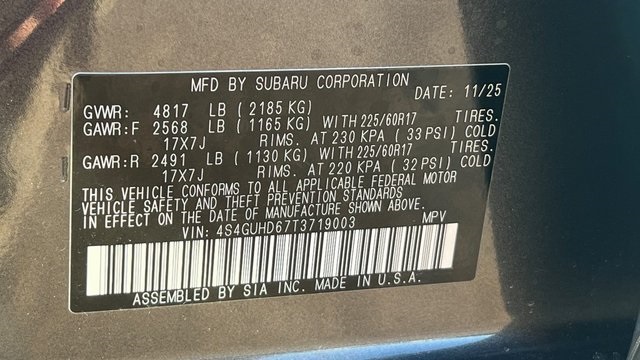 MFD BY SUBARU CORPORATION
DATE: 11/25
GVWR: 4817 LB (2185 KG)
GAWR:F 2568 LB (1165 KG) WITH 225/60R17 TIRES.
17X7J RIMS. AT 230 KPA (33 PSI) COLD
GAWR:R 2491 LB (1130 KG) WITH 225/60R17 TIRES.
17X7J RIMS. AT 220 KPA (32 PSI) COLD
THIS VEHICLE CONFORMS TO ALL APPLICABLE FEDERAL MOTOR
VEHICLE SAFETY AND THEFT PREVENTION STANDARDS
IN EFFECT ON THE DATE OF MANUFACTURE SHOWN ABOVE.
VIN: 4S4GUHD67T3719003 MPV
ASSEMBLED BY SIA INC. MADE IN U.S.A.